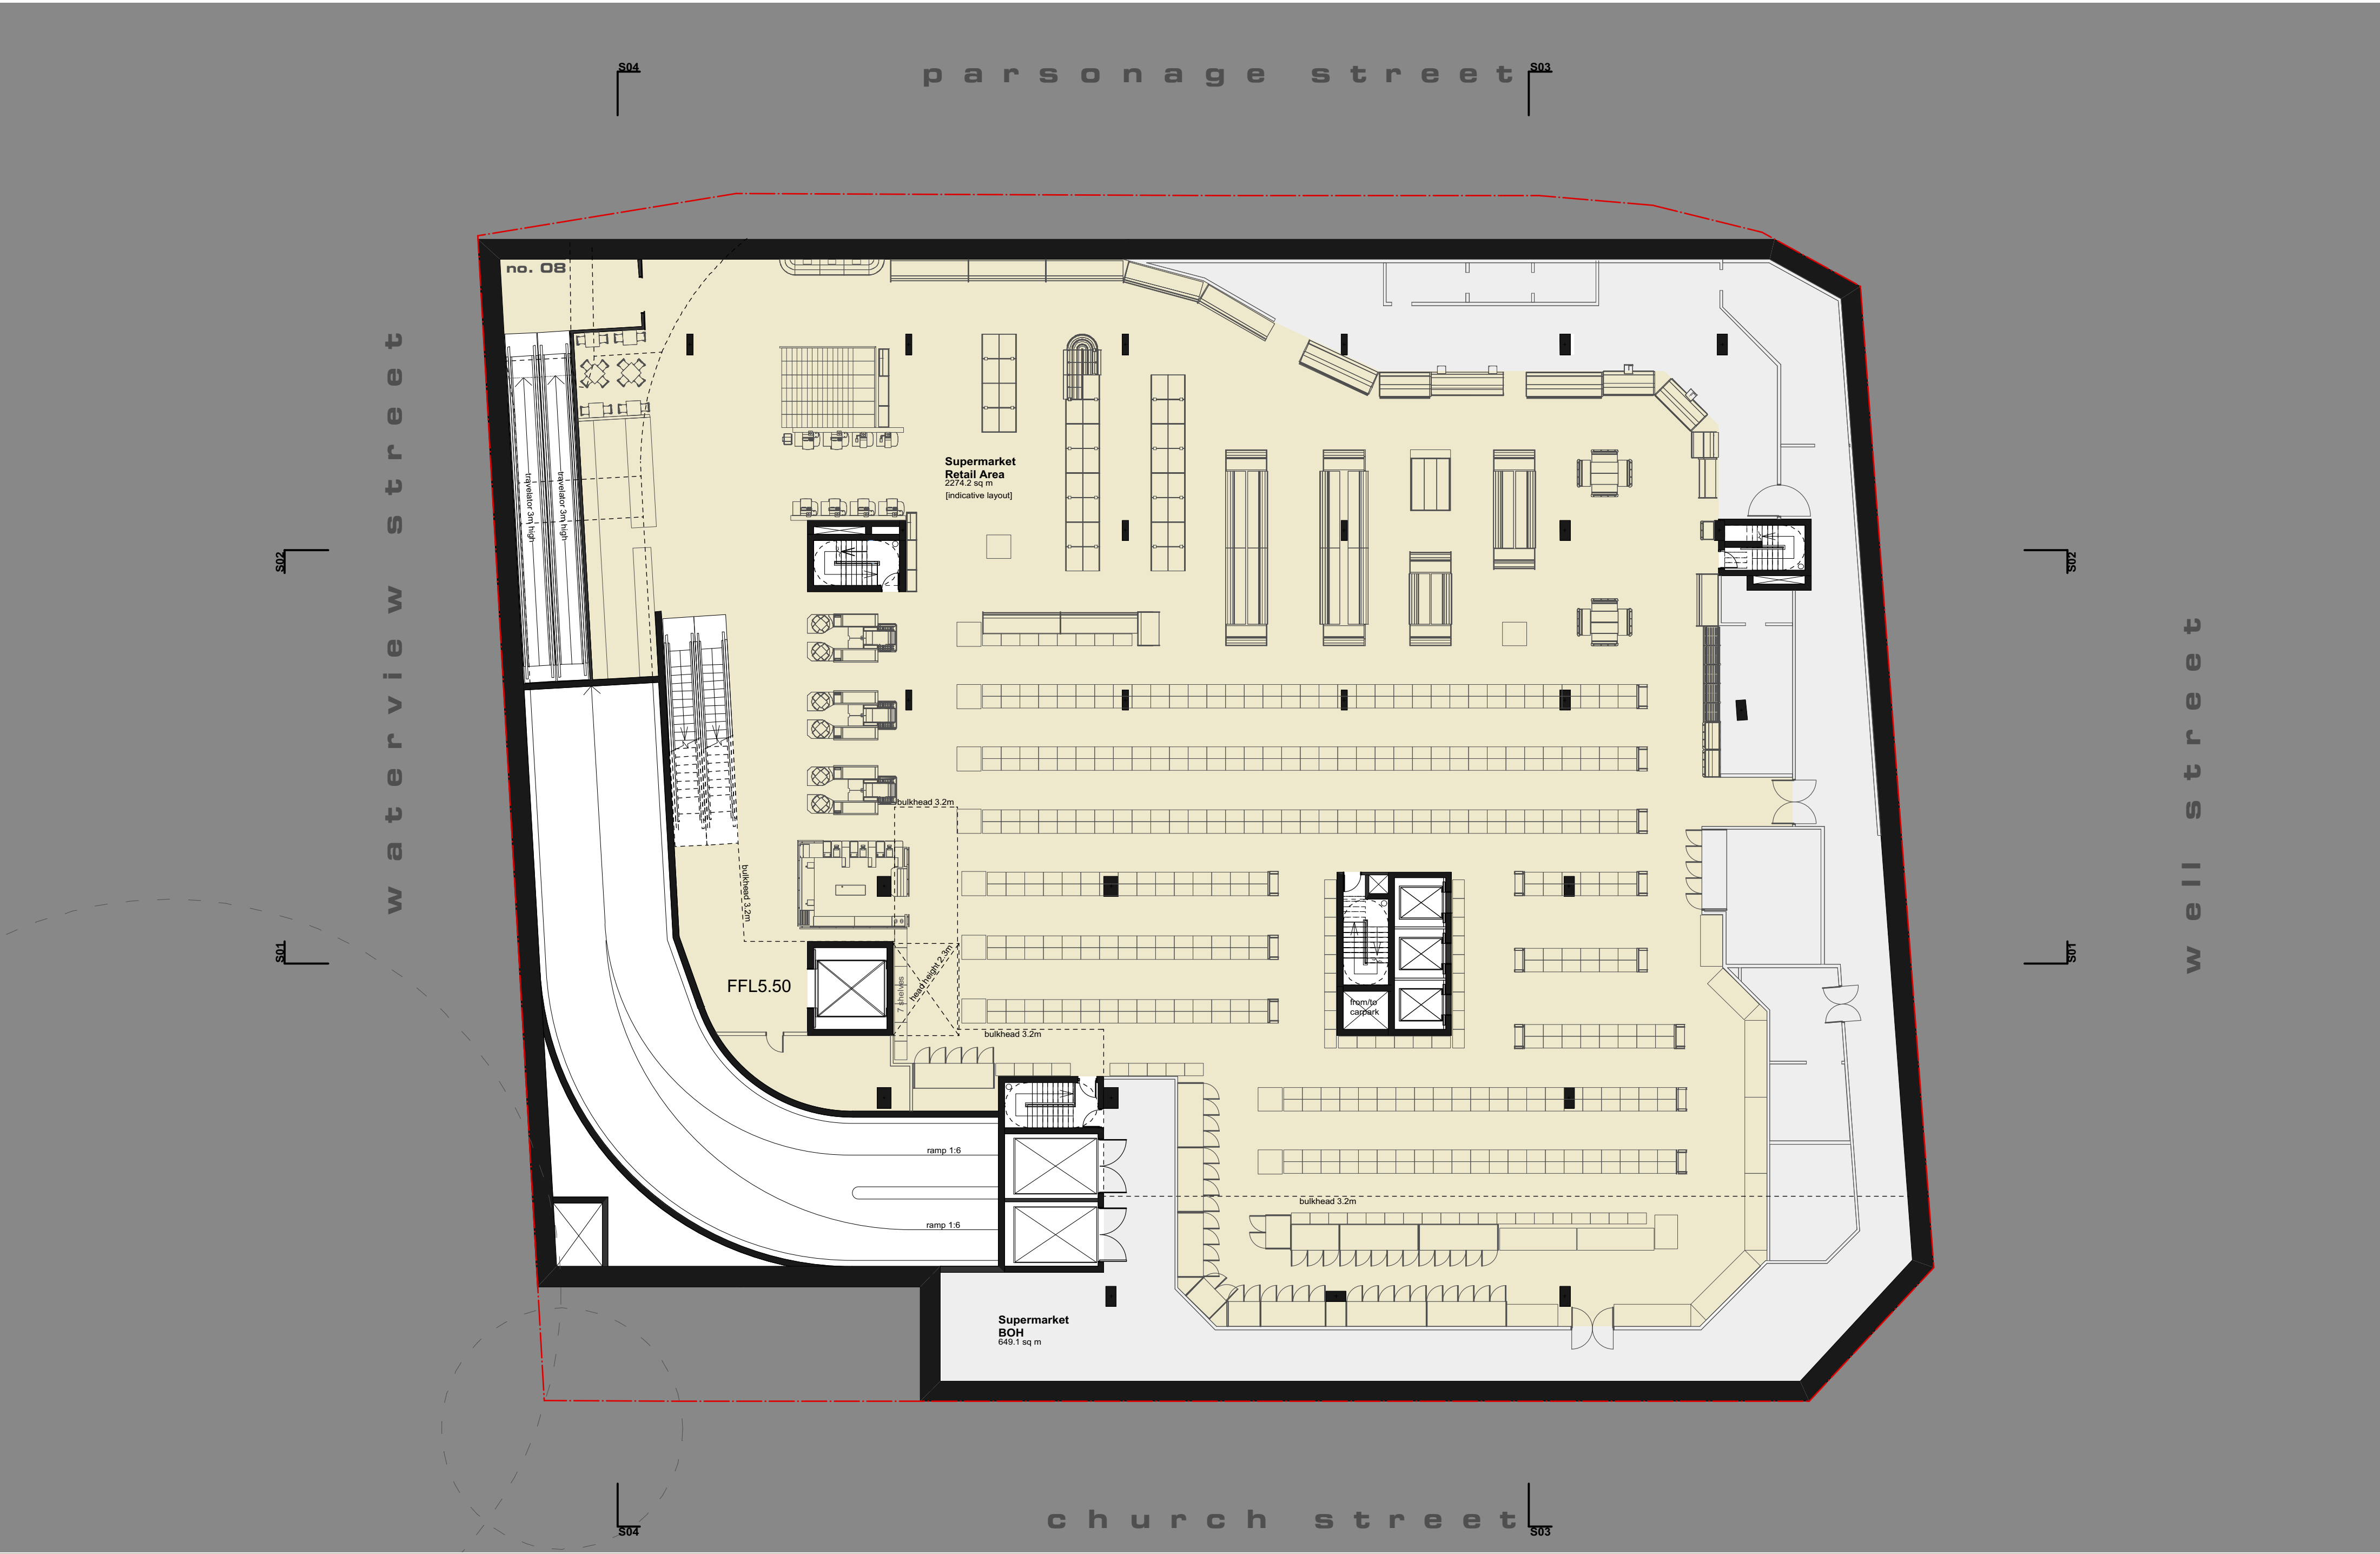 S04
parsonage street
S03
no. 08
waterview street
travelator 3m high
travelator 3m high
Supermarket
Retail Area
2274.2 sq m
[indicative layout]
S02
S02
well street
bulkhead 3.2m
bulkhead 3.2m
S01
S01
FFL5.50
7 shelves
head height 2.3m
from/to
carpark
bulkhead 3.2m
ramp 1:6
bulkhead 3.2m
ramp 1:6
Supermarket
BOH
649.1 sq m
church street
S04
S03